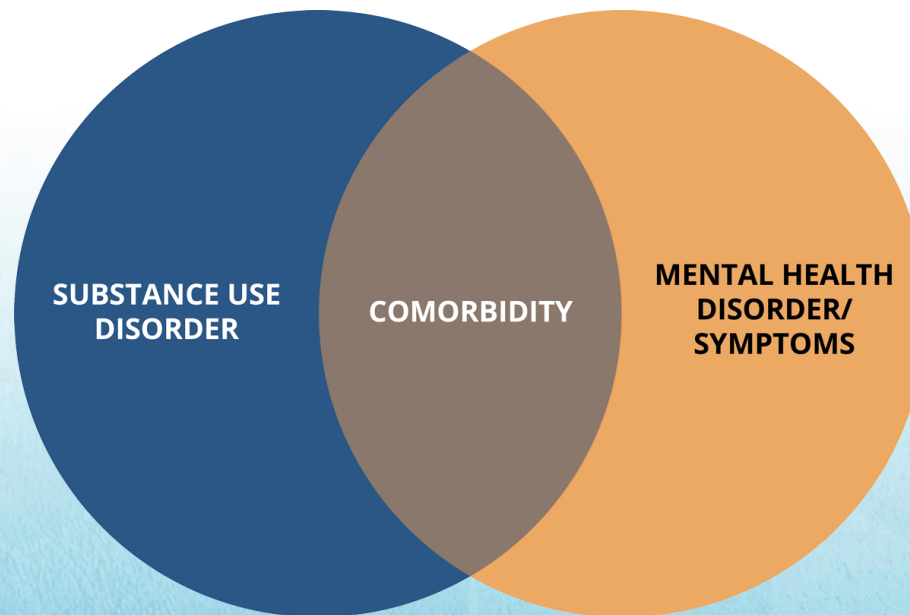 SUBSTANCE USE
DISORDER
COMORBIDITY
MENTAL HEALTH
DISORDER/
SYMPTOMS